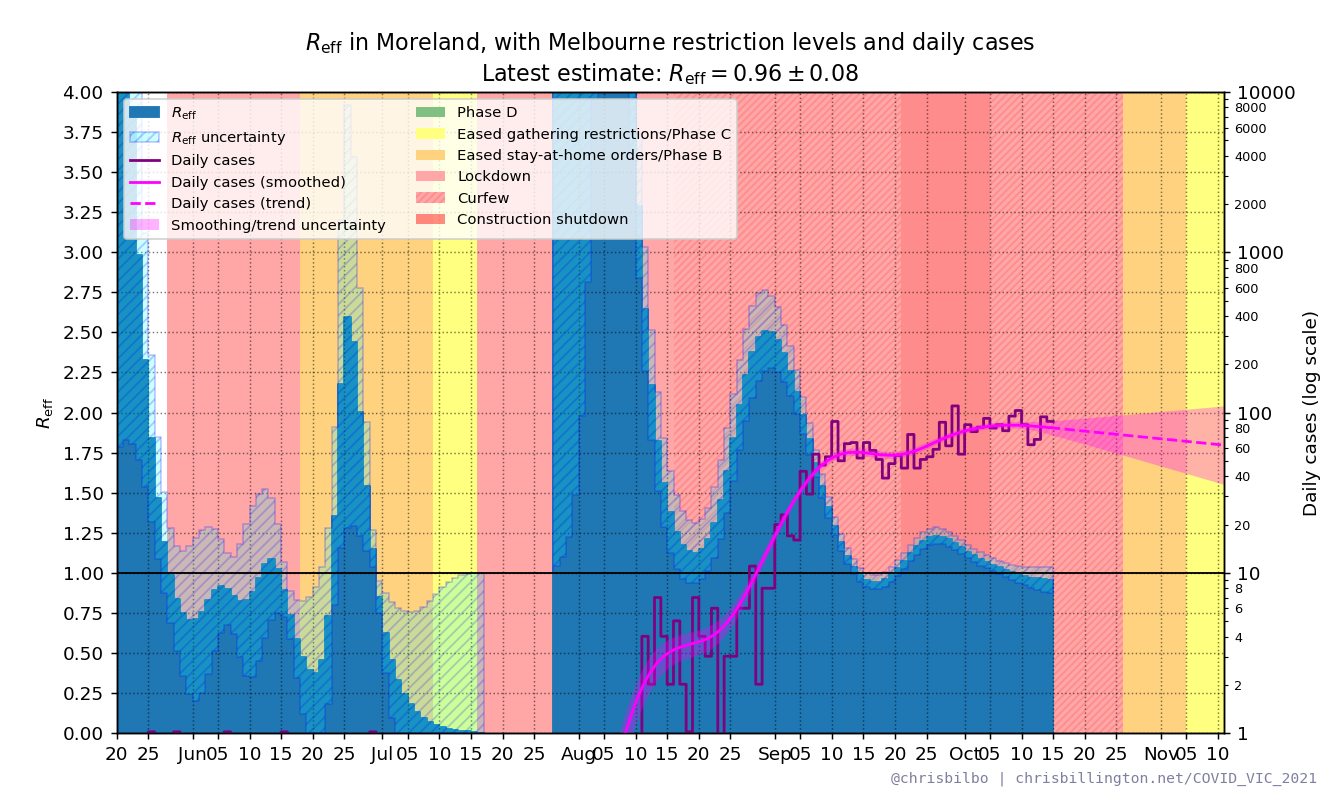 Reff in Moreland, with Melbourne restriction levels and daily cases
Latest estimate: Reff = 0.96 ± 0.08
Reff
Reff uncertainty
Daily cases
Daily cases (smoothed)
Daily cases (trend)
Smoothing/trend uncertainty
Phase D
Eased gathering restrictions/Phase C
Eased stay-at-home orders/Phase B
Lockdown
Curfew
Construction shutdown
Reff
4.00
3.75
3.50
3.25
3.00
2.75
2.50
2.25
2.00
1.75
1.50
1.25
1.00
0.75
0.50
0.25
0.00
10000
8000
6000
4000
2000
1000
800
600
400
200
100
80
60
40
20
10
8
6
4
2
1
Daily cases (log scale)
20 25 Jun 05 10 15 20 25 Jul 05 10 15 20 25 Aug 05 10 15 20 25 Sep 05 10 15 20 25 Oct 05 10 15 20 25 Nov 05 10
@chrisbilbo | chrisbillington.net/COVID_VIC_2021